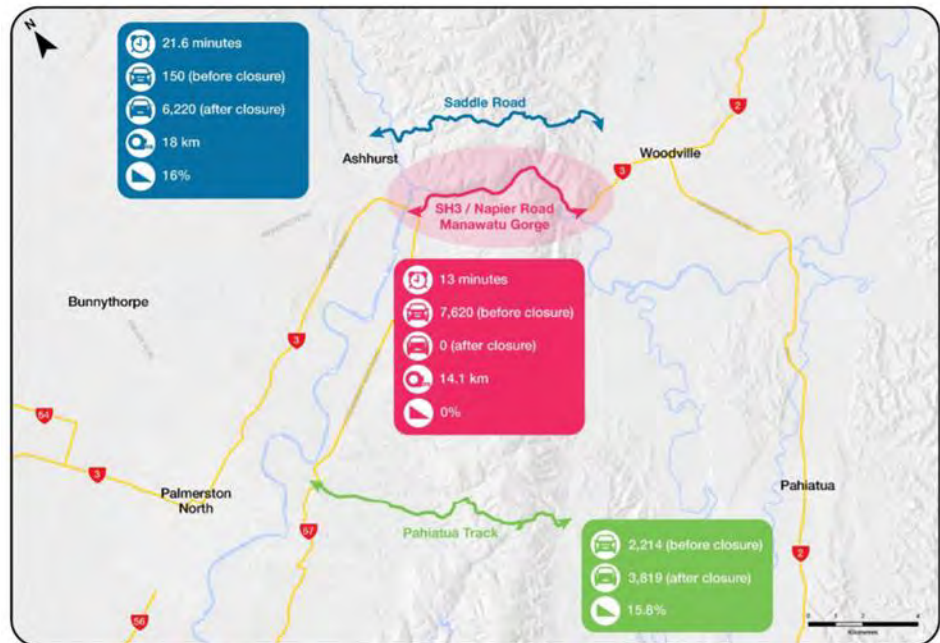 N
21.6 minutes
150 (before closure)
6,220 (after closure)
18 km
16%
Saddle Road
2
Ashhurst
Woodville
3
SH3 / Napier Road
Manawatu Gorge
13 minutes
7,620 (before closure)
0 (after closure)
14.1 km
0%
Bunnythorpe
3
54
3
Palmerston
North
57
Pahiatua
Pahiatua Track
2,214 (before closure)
3,819 (after closure)
15.8%
2
56
Kilometres